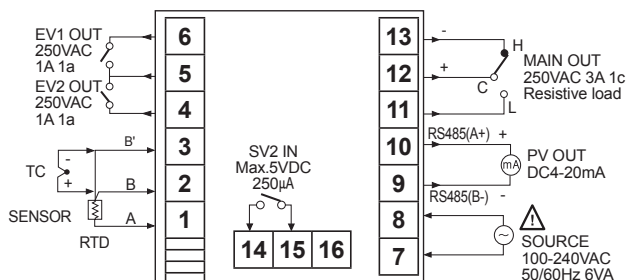 EV1 OUT
250VAC
1A 1a
EV2 OUT
250VAC
1A 1a
6
5
4
3
2
1
B'
B
A
TC
-
+
SENSOR
RTD
SV2 IN
Max.5VDC
250μA
14 15 16
13
12
11
10
9
8
7
-
+
H
C
L
MAIN OUT
250VAC 3A 1c
Resistive load
RS485(A+) +
mA
PV OUT
DC4-20mA
RS485(B-) -
!
~
SOURCE
100-240VAC
50/60Hz 6VA